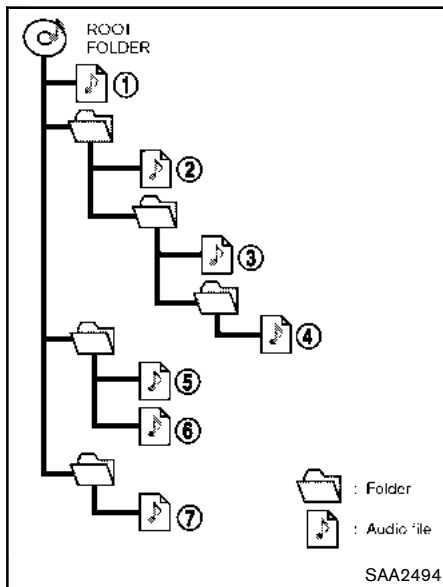 ROOT
FOLDER
1
2
3
4
5
6
7
: Folder
: Audio file
SAA2494